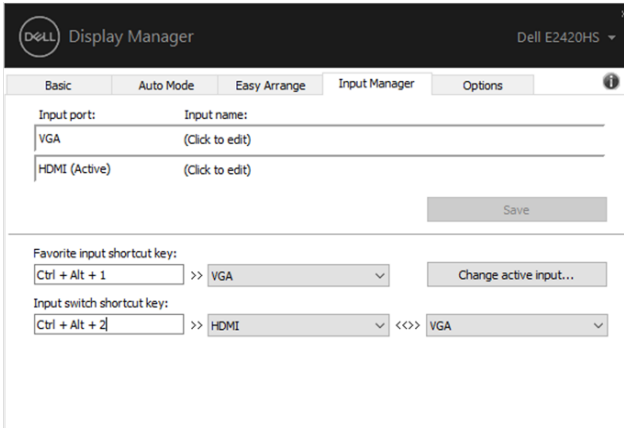 DELL Display Manager Dell E2420HS
Basic Auto Mode Easy Arrange Input Manager Options
Input port: Input name:
VGA (Click to edit)
HDMI (Active) (Click to edit)
Save
Favorite input shortcut key:
Ctrl + Alt + 1 >> VGA Change active input...
Input switch shortcut key:
Ctrl + Alt + 2 >> HDMI <<>> VGA